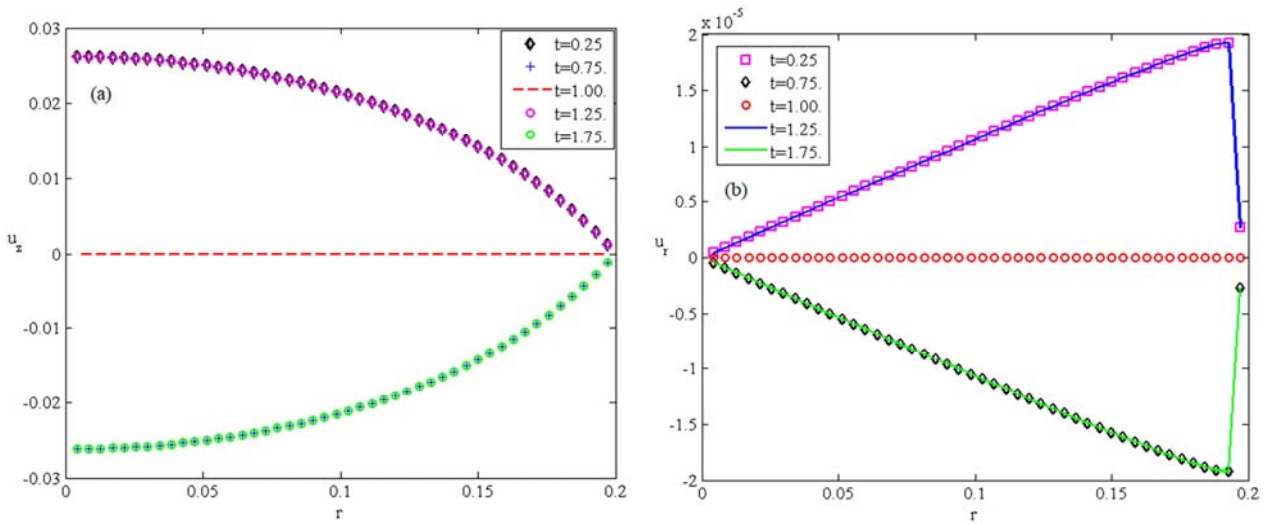 0.03
0.02
0.01
0
-0.01
-0.02
-0.03
u_z
0
0.05
0.1
0.15
0.2
r
(a)
t=0.25
t=0.75.
t=1.00.
t=1.25.
t=1.75.
x 10^-5
2
1.5
1
0.5
0
-0.5
-1
-1.5
-2
u_r
0
0.05
0.1
0.15
0.2
r
t=0.25
t=0.75.
t=1.00.
t=1.25.
t=1.75.
(b)